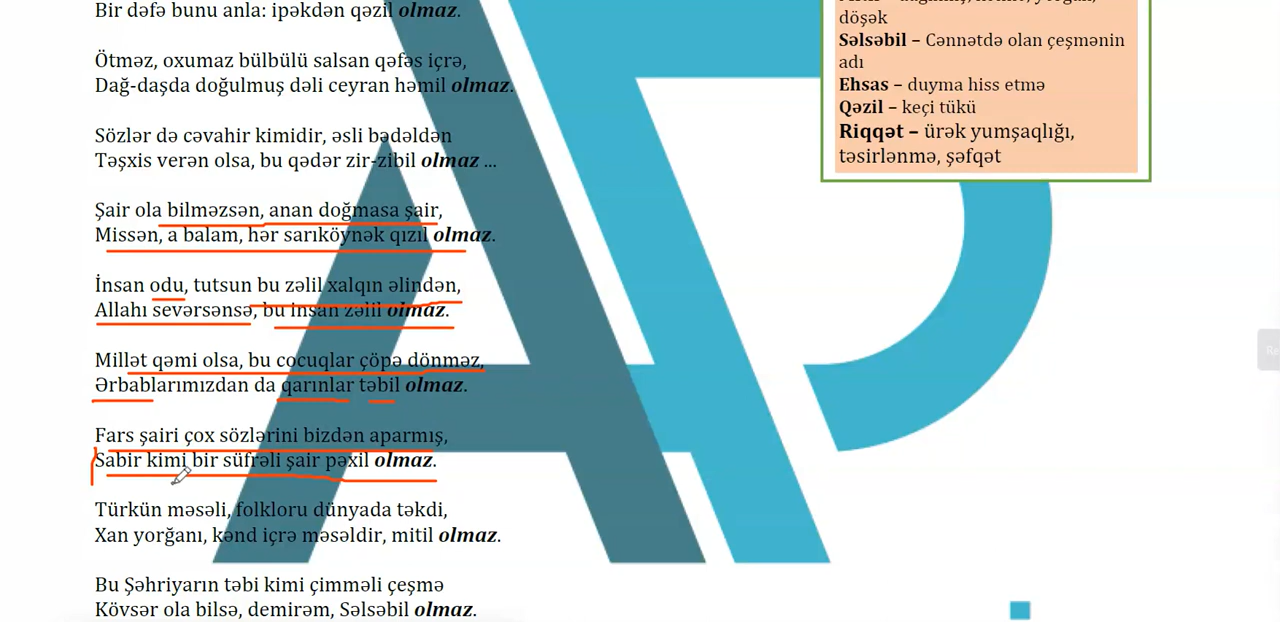 Bir dəfə bunu anla: ipəkdən qəzil olmaz.
Ötməz, oxumaz bülbülü salsan qəfəs içrə,
Dağ-daşda doğulmuş dəli ceyran həmil olmaz.
Sözlər də cəvahir kimidir, əsli bədəldən
Təşxis verən olsa, bu qədər zir-zibil olmaz ...
Şair ola bilməzsən, anan doğmasa şair,
Missən, a balam, hər sarıköynək qızıl olmaz.
İnsan odu, tutsun bu zəlil xalqın əlindən,
Allahı sevərsənsə, bu insan zəlil olmaz.
Millət qəmi olsa, bu çocuqlar çöpə dönməz,
Ərbablarımızdan da qarınlar təbil olmaz.
Fars şairi çox sözlərini bizdən aparmış,
Sabir kimi bir süfrəli şair pəxil olmaz.
Türkün məsəli, folkloru dünyada təkdi,
Xan yorğanı, kənd içrə məsəldir, mitil olmaz.
Bu Şəhriyarın təbi kimi çimməli çeşmə
Kövsər ola bilsə, demirəm, Səlsəbil olmaz.
döşək
Səlsəbil – Cənnətdə olan çeşmənin
adı
Ehsas – duyma hiss etmə
Qəzil – keçi tükü
Riqqət – ürək yumşaqlığı,
təsirlənmə, şəfqət